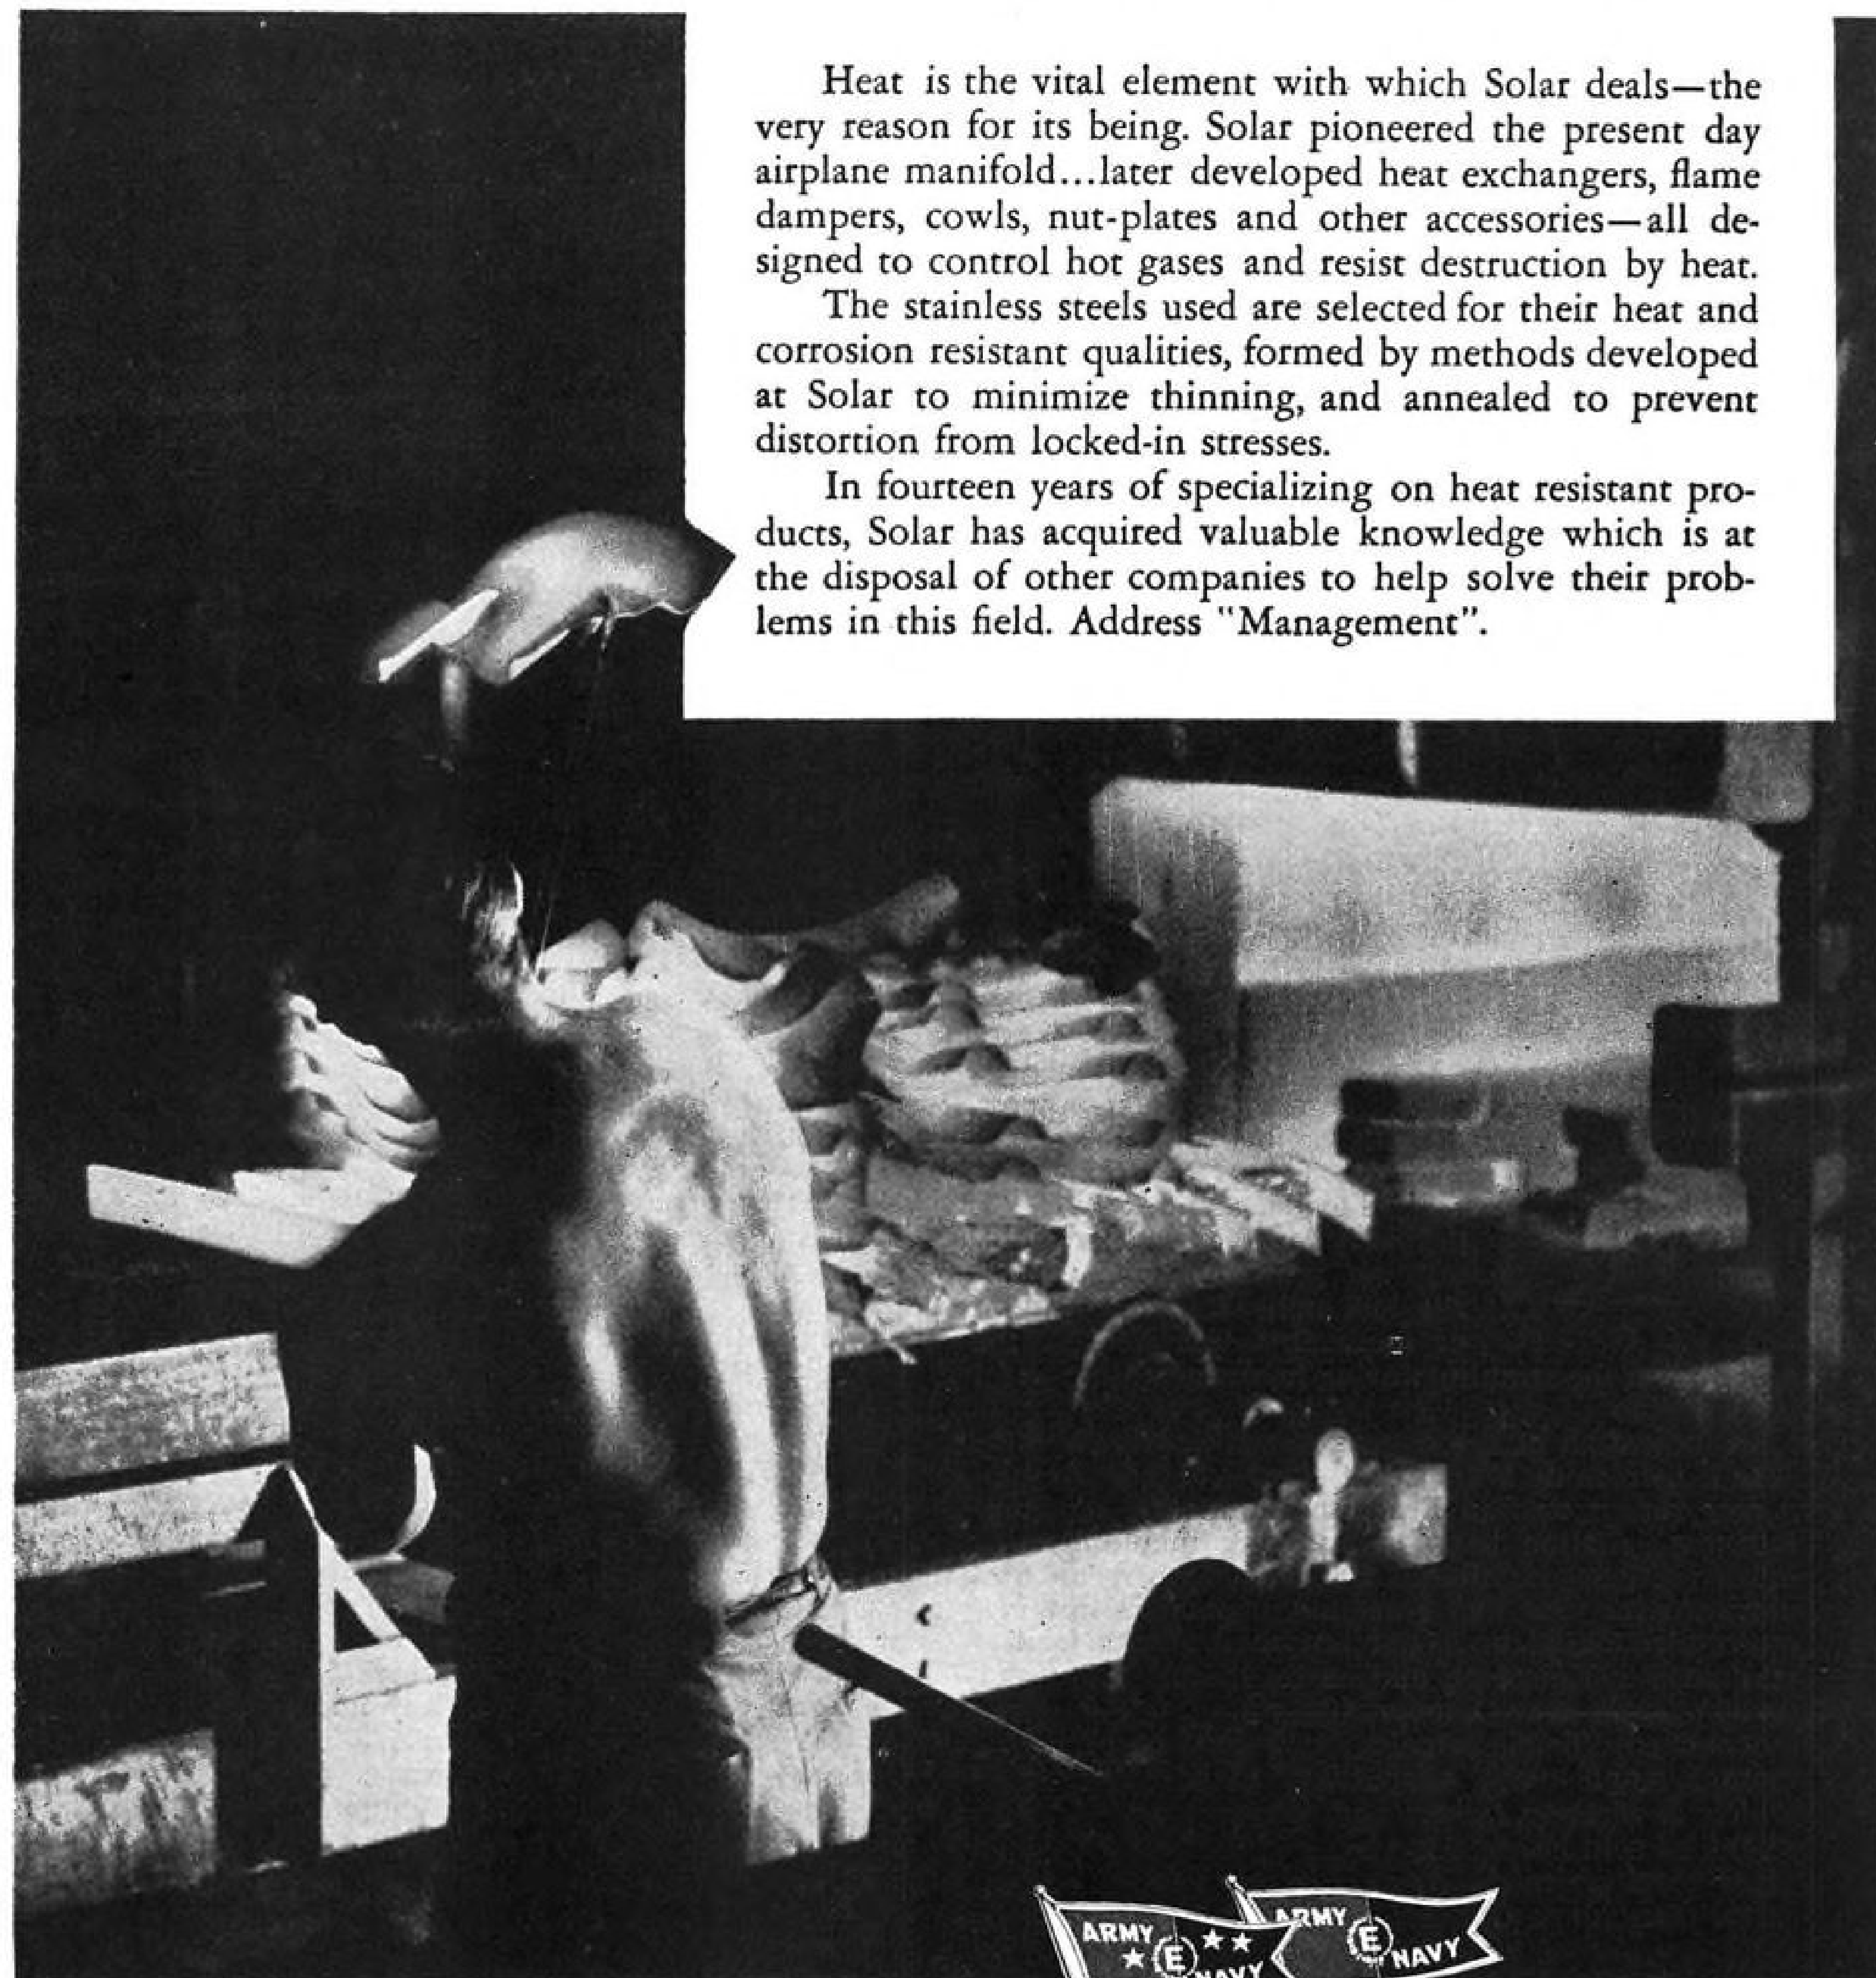 Heat is the vital element with which Solar deals—the
very reason for its being. Solar pioneered the present day
airplane manifold...later developed heat exchangers, flame
dampers, cowls, nut-plates and other accessories—all de-
signed to control hot gases and resist destruction by heat.
The stainless steels used are selected for their heat and
corrosion resistant qualities, formed by methods developed
at Solar to minimize thinning, and annealed to prevent
distortion from locked-in stresses.
In fourteen years of specializing on heat resistant pro-
ducts, Solar has acquired valuable knowledge which is at
the disposal of other companies to help solve their prob-
lems in this field. Address "Management".
ARMY E NAVY
ARMY E NAVY